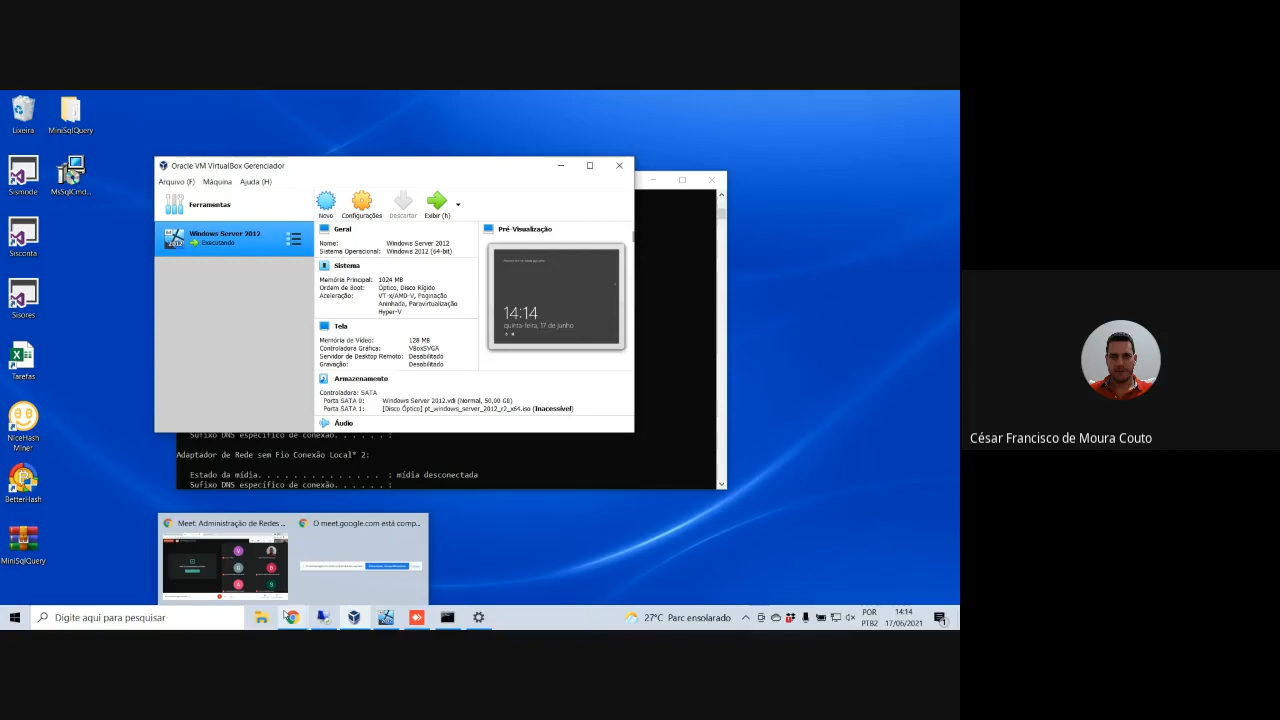 Lixeira
MiniSqlQuery
Sismode
MsSqlCmd...
Sisconta
Sisores
Tarefas
NiceHash
Miner
BetterHash
MiniSqlQuery
Oracle VM VirtualBox Gerenciador
Arquivo (F) Máquina Ajuda (H)
Ferramentas
Novo Configurações Descartar Exibir (h)
Windows Server 2012
Executando
2012
Geral
Nome: Windows Server 2012
Sistema Operacional: Windows 2012 (64-bit)
Sistema
Memória Principal: 1024 MB
Ordem de Boot: Óptico, Disco Rígido
Aceleração: VT-x/AMD-V, Paginação
Aninhada, Paravirtualização
Hyper-V
Tela
Memória de Vídeo: 128 MB
Controladora Gráfica: VBoxSVGA
Servidor de Desktop Remoto: Desabilitado
Gravação: Desabilitado
Armazenamento
Controladora: SATA
Porta SATA 0: Windows Server 2012.vdi (Normal, 50,00 GB)
Porta SATA 1: [Disco Óptico] pt_windows_server_2012_r2_x64.iso (Inacessível)
Áudio
Pré-Visualização
14:14
quinta-feira, 17 de junho
Sufixo DNS específico de conexão. . . . . . :
Adaptador de Rede sem Fio Conexão Local* 2:
Estado da mídia. . . . . . . . . . . . . . : mídia desconectada
Sufixo DNS específico de conexão. . . . . . :
Meet: Administração de Redes ...
O meet.google.com está comp...
Digite aqui para pesquisar
27°C Parc ensolarado
POR
PTB2
14:14
17/06/2021
1
César Francisco de Moura Couto